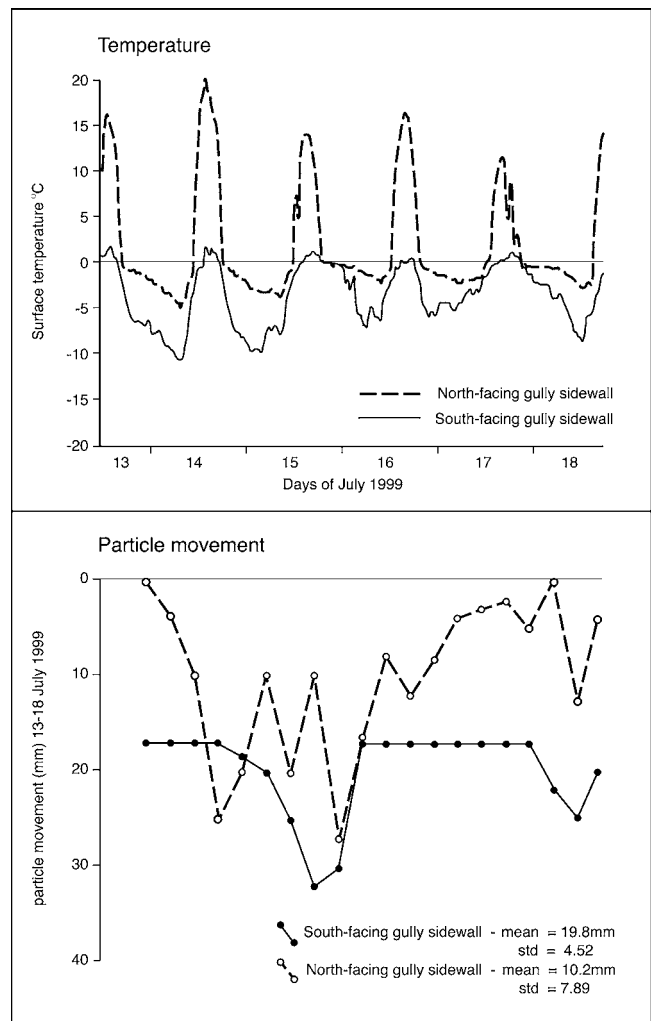 Temperature
20
15
10
5
0
-5
-10
-15
-20
Surface temperature °C
North-facing gully sidewall
South-facing gully sidewall
13 14 15 16 17 18
Days of July 1999
Particle movement
0
10
20
30
40
particle movement (mm) 13-18 July 1999
South-facing gully sidewall - mean = 19.8mm
std = 4.52
North-facing gully sidewall - mean = 10.2mm
std = 7.89